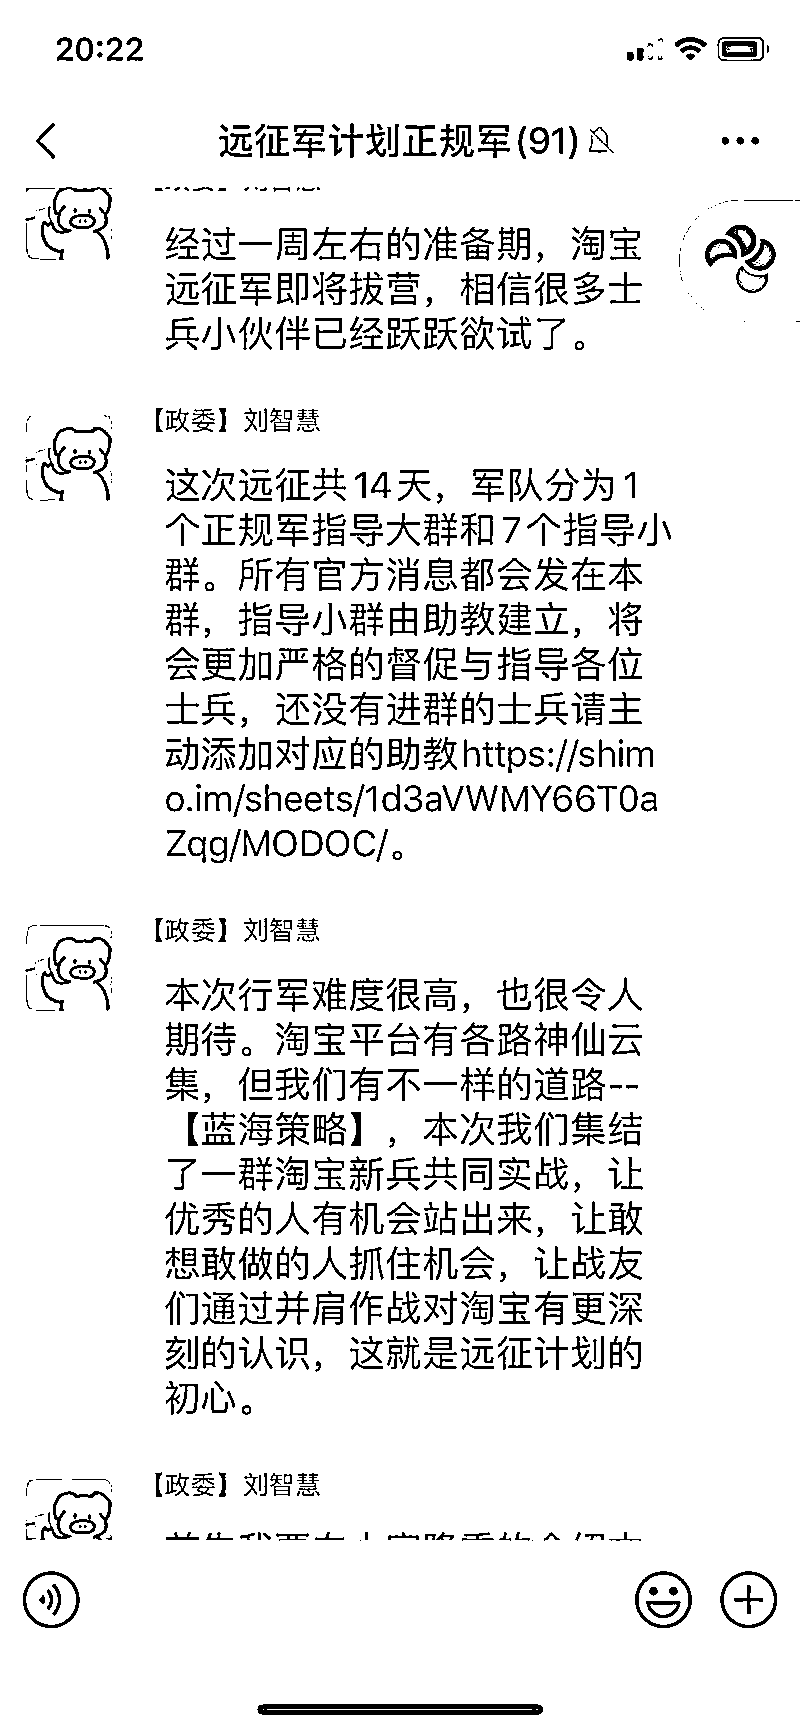 20:22
远征军计划正规军(91)
经过一周左右的准备期，淘宝
远征军即将拔营，相信很多士
兵小伙伴已经跃跃欲试了。
【政委】刘智慧
这次远征共14天，军队分为1
个正规军指导大群和7个指导小
群。所有官方消息都会发在本
群，指导小群由助教建立，将
会更加严格的督促与指导各位
士兵，还没有进群的士兵请主
动添加对应的助教https://shim
o.im/sheets/1d3aVWMY66T0a
Zqg/MODOC/。
【政委】刘智慧
本次行军难度很高，也很令人
期待。淘宝平台有各路神仙云
集，但我们有不一样的道路--
【蓝海策略】，本次我们集结
了一群淘宝新兵共同实战，让
优秀的人有机会站出来，让敢
想敢做的人抓住机会，让战友
们通过并肩作战对淘宝有更深
刻的认识，这就是远征计划的
初心。
【政委】刘智慧